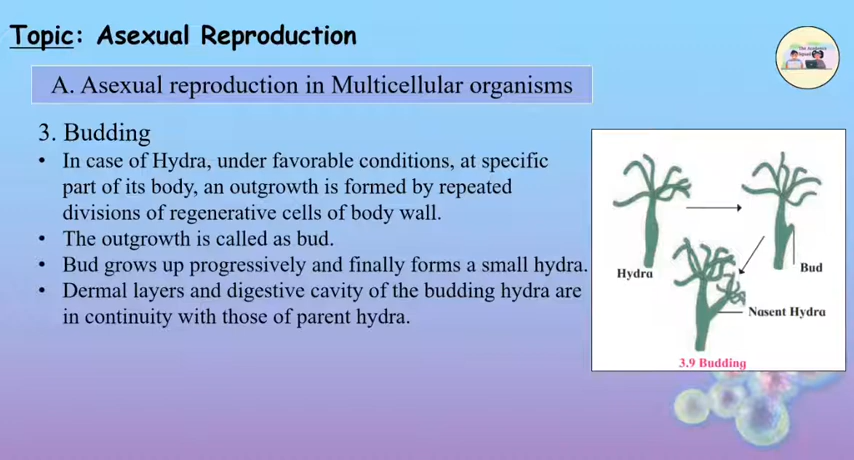 Topic: Asexual Reproduction
The Academic
Squad
A. Asexual reproduction in Multicellular organisms
3. Budding
• In case of Hydra, under favorable conditions, at specific
part of its body, an outgrowth is formed by repeated
divisions of regenerative cells of body wall.
• The outgrowth is called as bud.
• Bud grows up progressively and finally forms a small hydra.
• Dermal layers and digestive cavity of the budding hydra are
in continuity with those of parent hydra.
Hydra
Bud
Nasent Hydra
3.9 Budding